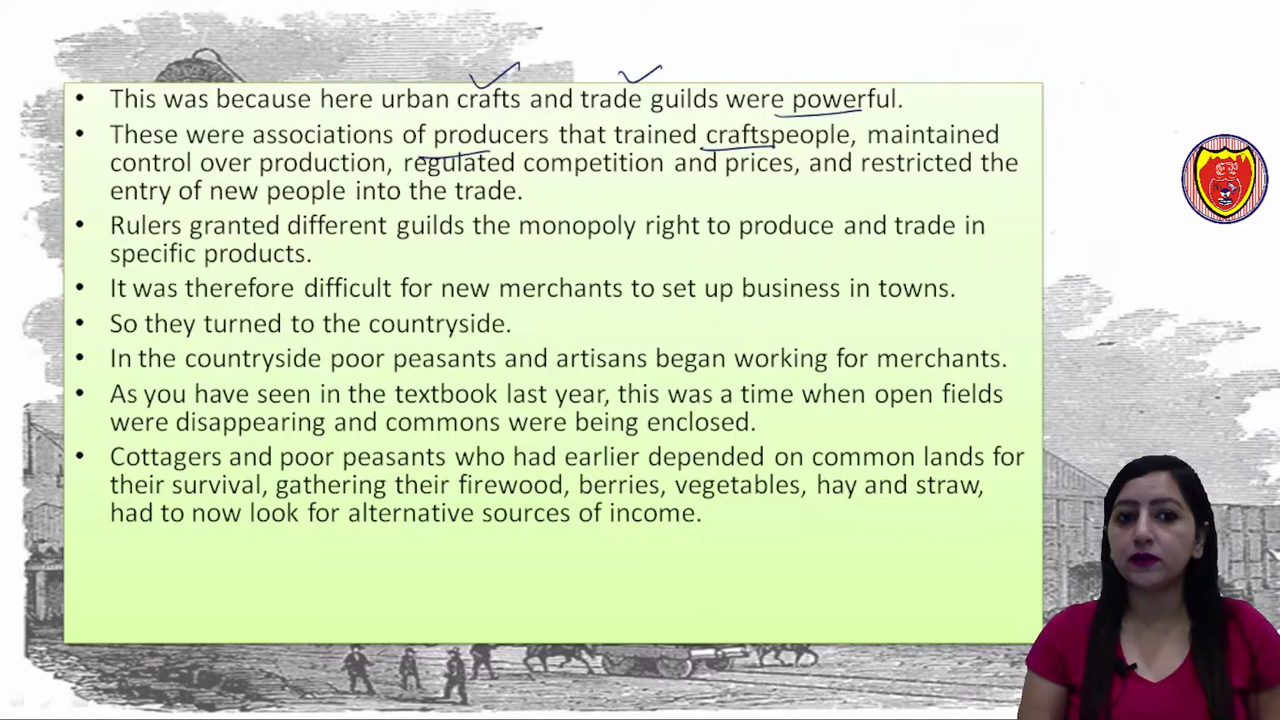 • This was because here urban crafts and trade guilds were powerful.
• These were associations of producers that trained craftspeople, maintained
control over production, regulated competition and prices, and restricted the
entry of new people into the trade.
• Rulers granted different guilds the monopoly right to produce and trade in
specific products.
• It was therefore difficult for new merchants to set up business in towns.
• So they turned to the countryside.
• In the countryside poor peasants and artisans began working for merchants.
• As you have seen in the textbook last year, this was a time when open fields
were disappearing and commons were being enclosed.
• Cottagers and poor peasants who had earlier depended on common lands for
their survival, gathering their firewood, berries, vegetables, hay and straw,
had to now look for alternative sources of income.